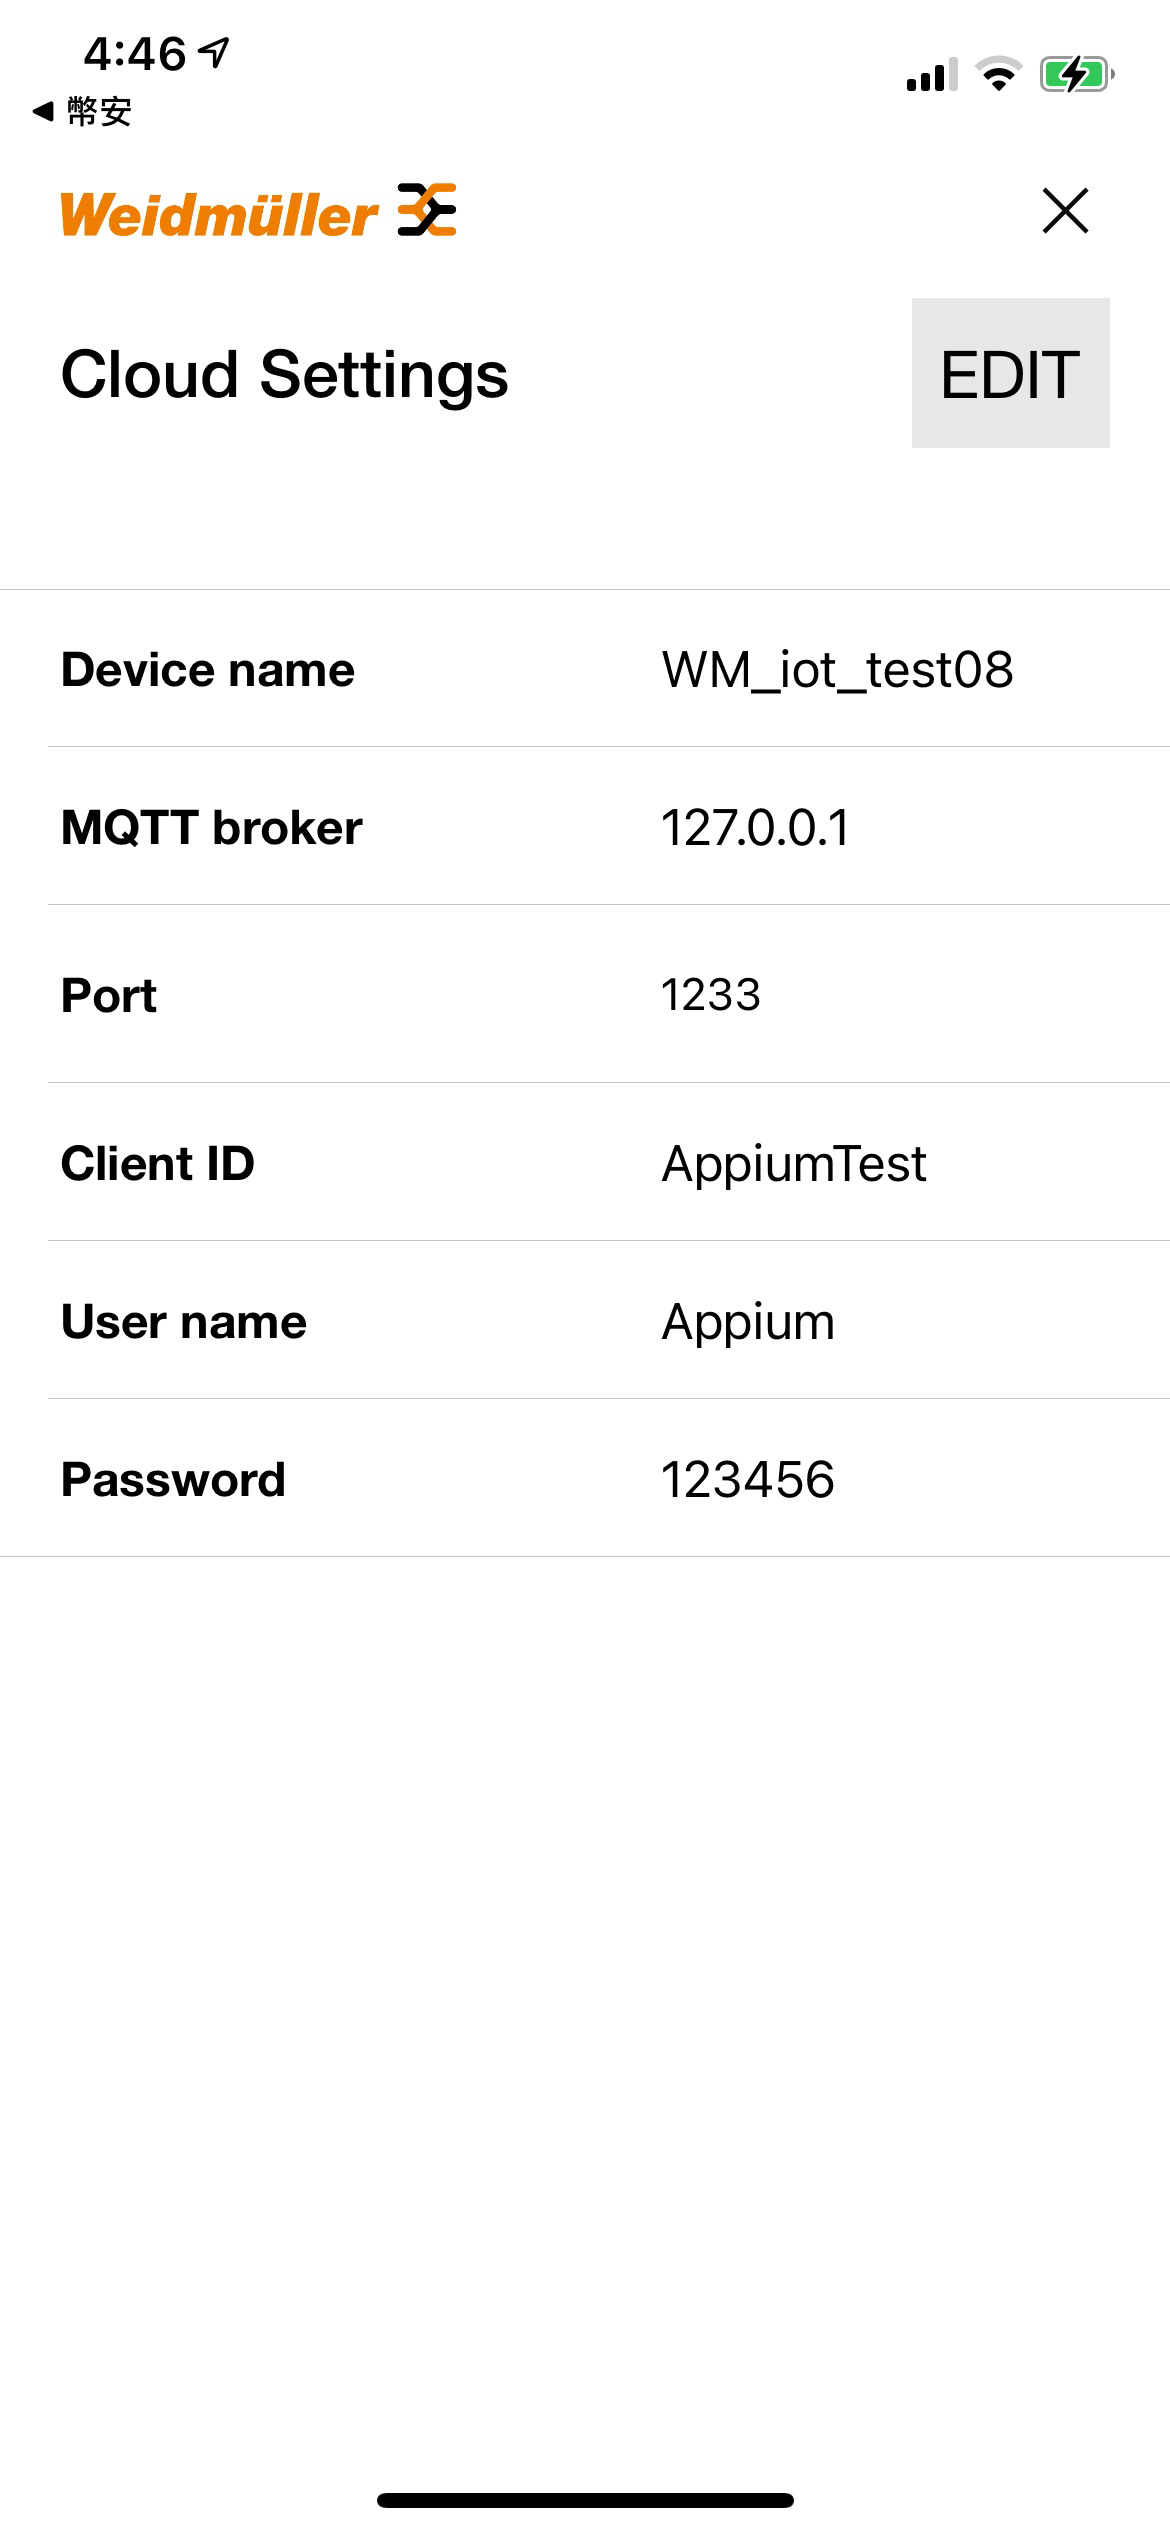 4:46
幣安
Weidmüller
Cloud Settings
EDIT
Device name WM_iot_test08
MQTT broker 127.0.0.1
Port 1233
Client ID AppiumTest
User name Appium
Password 123456